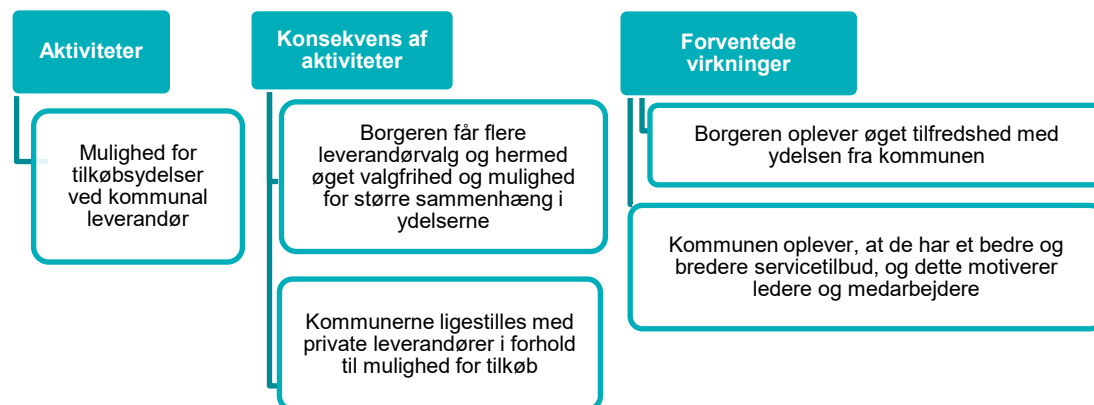 Aktiviteter
Mulighed for
tilkøbsydelser
ved kommunal
leverandør
Konsekvens af
aktiviteter
Borgeren får flere
leverandørvalg og hermed
øget valgfrihed og mulighed
for større sammenhæng i
ydelserne
Kommunerne ligestilles med
private leverandører i forhold
til mulighed for tilkøb
Forventede
virkninger
Borgeren oplever øget tilfredshed med
ydelsen fra kommunen
Kommunen oplever, at de har et bedre og
bredere servicetilbud, og dette motiverer
ledere og medarbejdere